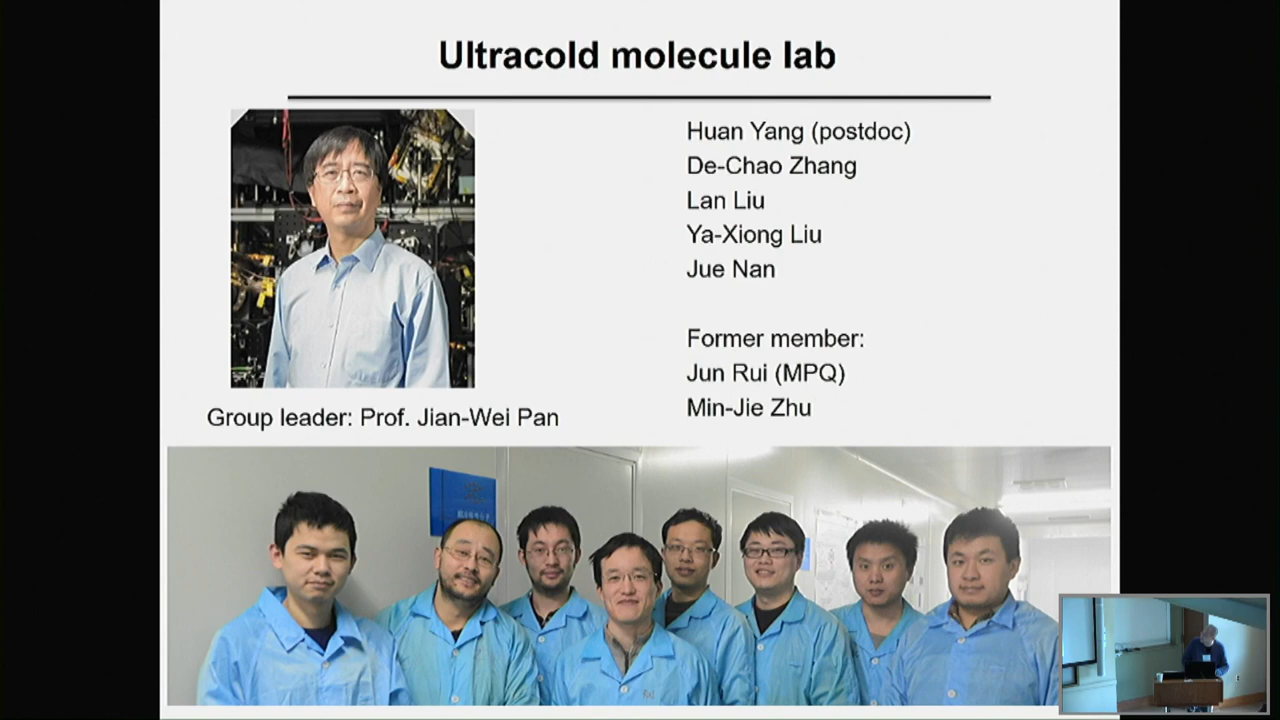 Ultracold molecule lab
Huan Yang (postdoc)
De-Chao Zhang
Lan Liu
Ya-Xiong Liu
Jue Nan
Former member:
Jun Rui (MPQ)
Min-Jie Zhu
Group leader: Prof. Jian-Wei Pan